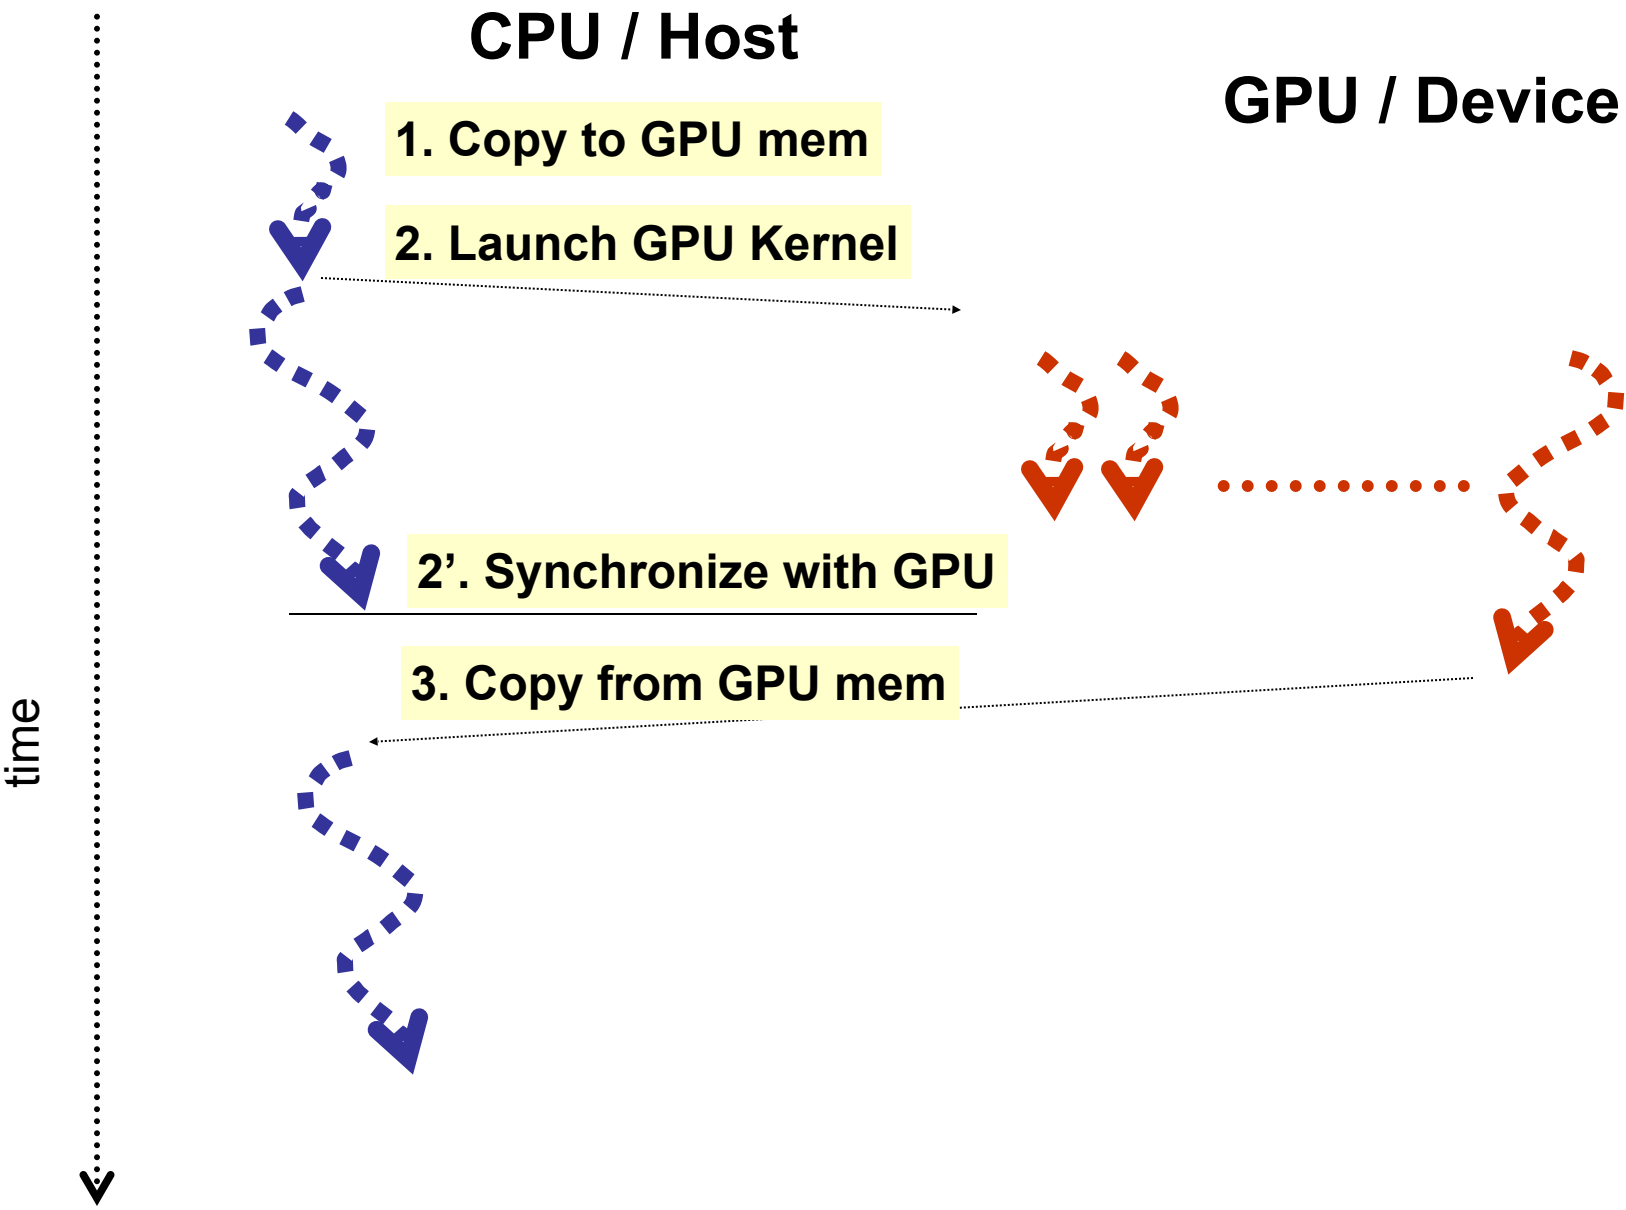 CPU / Host
GPU / Device
1. Copy to GPU mem
2. Launch GPU Kernel
2’. Synchronize with GPU
3. Copy from GPU mem
time